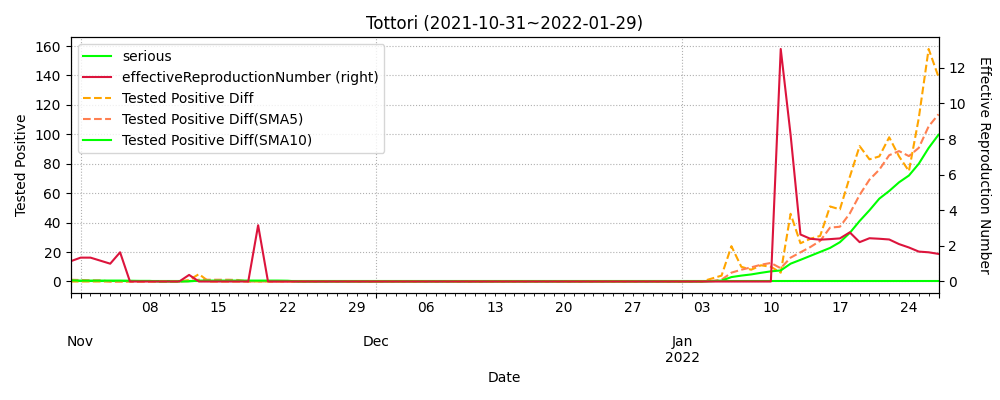 Tottori (2021-10-31~2022-01-29)
serious
effectiveReproductionNumber (right)
Tested Positive Diff
Tested Positive Diff(SMA5)
Tested Positive Diff(SMA10)
Tested Positive
160
140
120
100
80
60
40
20
0
Effective Reproduction Number
12
10
8
6
4
2
0
08 15 22 29 06 13 20 27 03 10 17 24
Nov Dec Jan
2022
Date